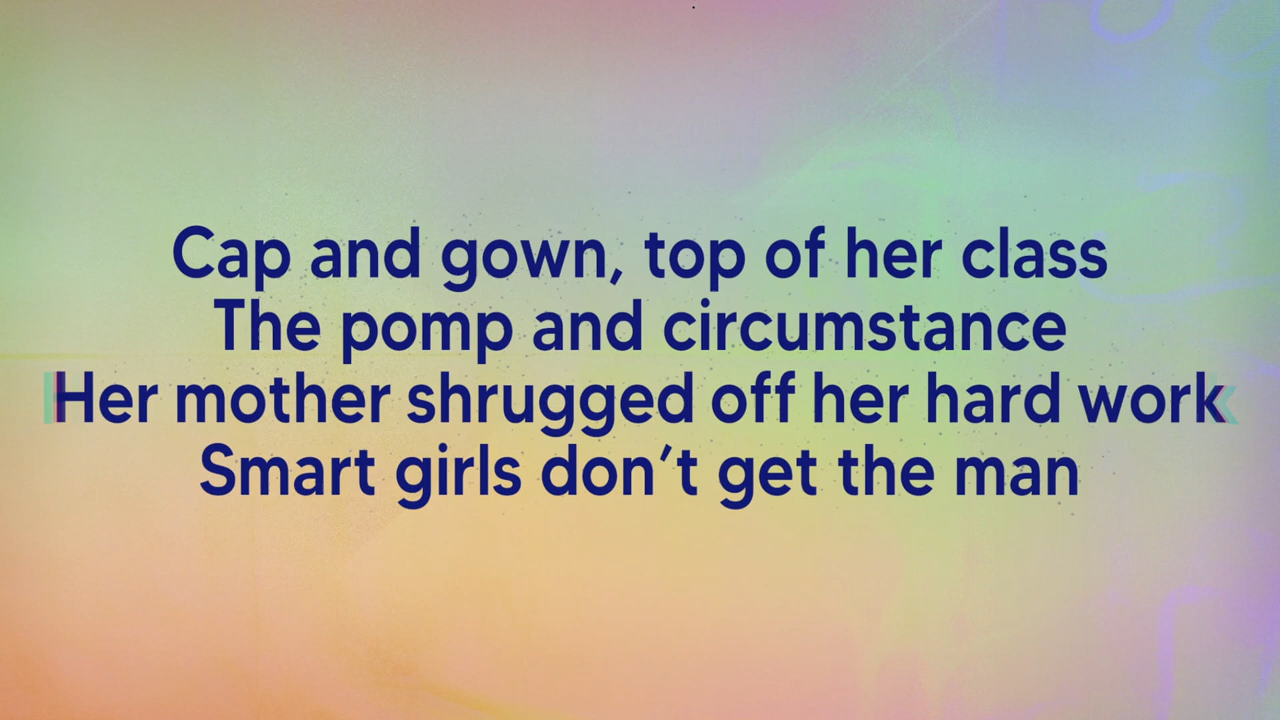 Cap and gown, top of her class
The pomp and circumstance
Her mother shrugged off her hard work
Smart girls don’t get the man